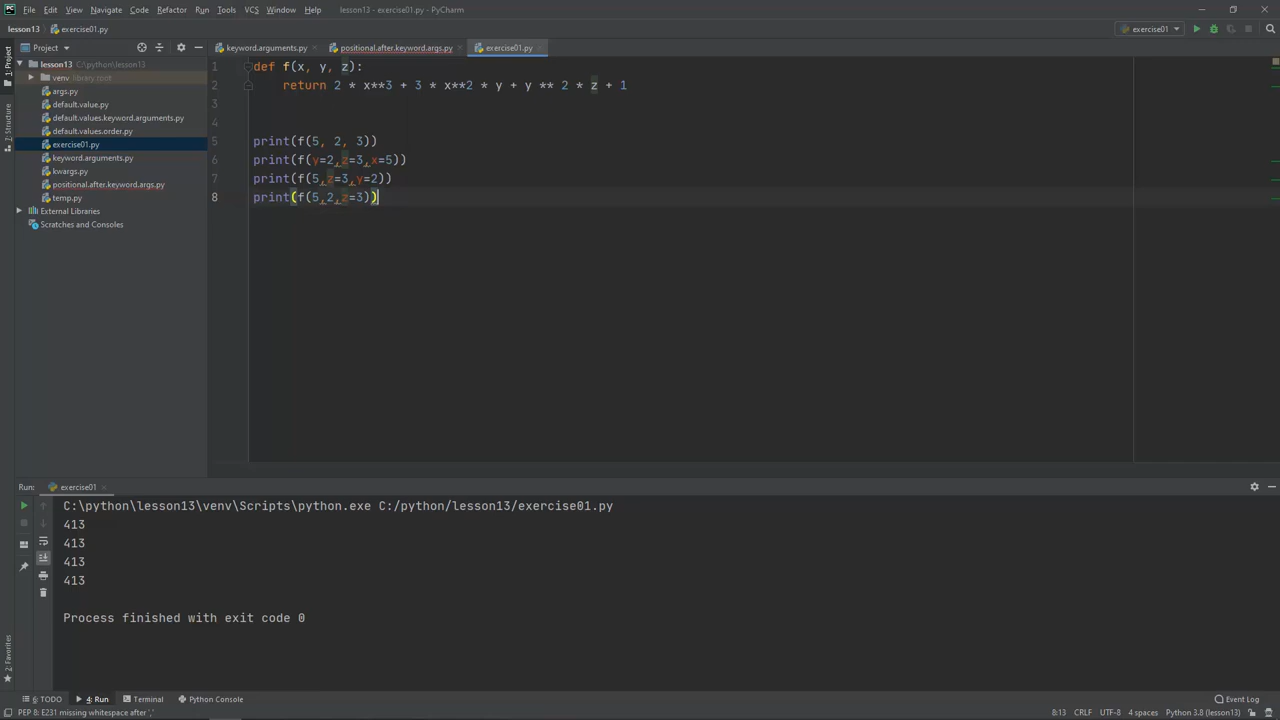 PC File Edit View Navigate Code Refactor Run Tools VCS Window Help lesson13 - exercise01.py - PyCharm
lesson13 exercise01.py exercise01
1: Project
Project keyword.arguments.py positional.after.keyword.args.py exercise01.py
lesson13 C:\python\lesson13
venv library root
args.py
default.value.py
default.values.keyword.arguments.py
default.values.order.py
exercise01.py
keyword.arguments.py
kwargs.py
positional.after.keyword.args.py
temp.py
External Libraries
Scratches and Consoles
7: Structure
1 def f(x, y, z):
2 return 2 * x**3 + 3 * x**2 * y + y ** 2 * z + 1
3
4
5 print(f(5, 2, 3))
6 print(f(y=2,z=3,x=5))
7 print(f(5,z=3,y=2))
8 print(f(5,2,z=3))
Run: exercise01
C:\python\lesson13\venv\Scripts\python.exe C:/python/lesson13/exercise01.py
413
413
413
413
Process finished with exit code 0
2: Favorites
6: TODO 4: Run Terminal Python Console Event Log
PEP 8: E231 missing whitespace after ',' 8:13 CRLF UTF-8 4 spaces Python 3.8 (lesson13)